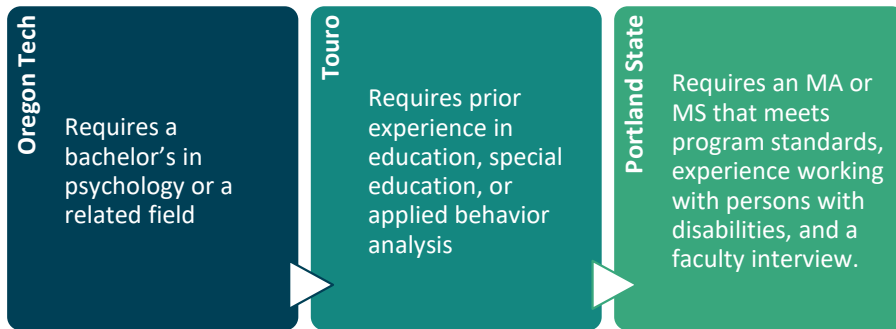 Oregon Tech
Requires a
bachelor’s in
psychology or a
related field
Touro
Requires prior
experience in
education, special
education, or
applied behavior
analysis
Portland State
Requires an MA or
MS that meets
program standards,
experience working
with persons with
disabilities, and a
faculty interview.